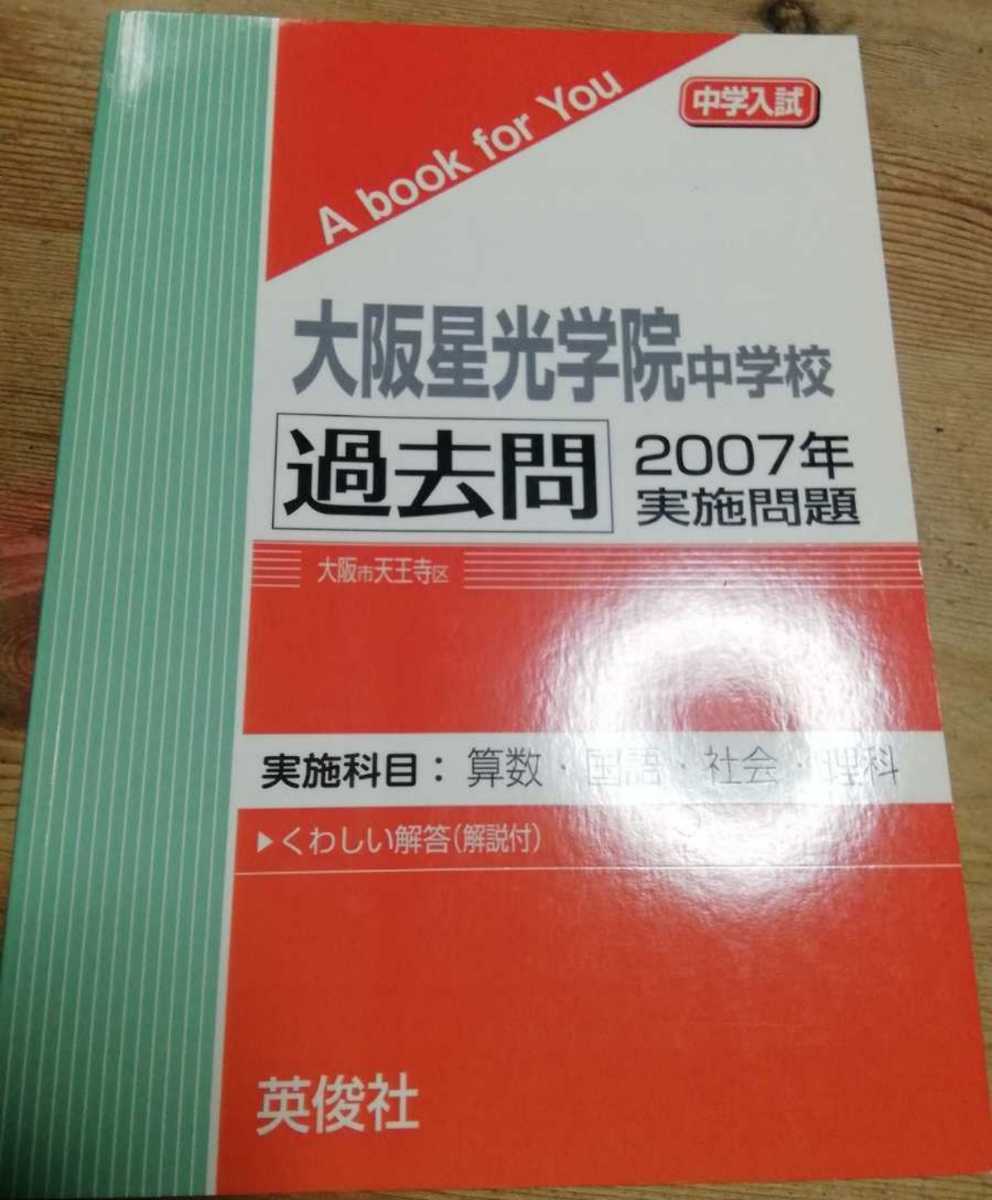 A book for You
中学入試
大阪星光学院中学校
過去問
2007年
実施問題
大阪市天王寺区
実施科目：算数・国語・社会・理科
▶くわしい解答(解説付)
英俊社